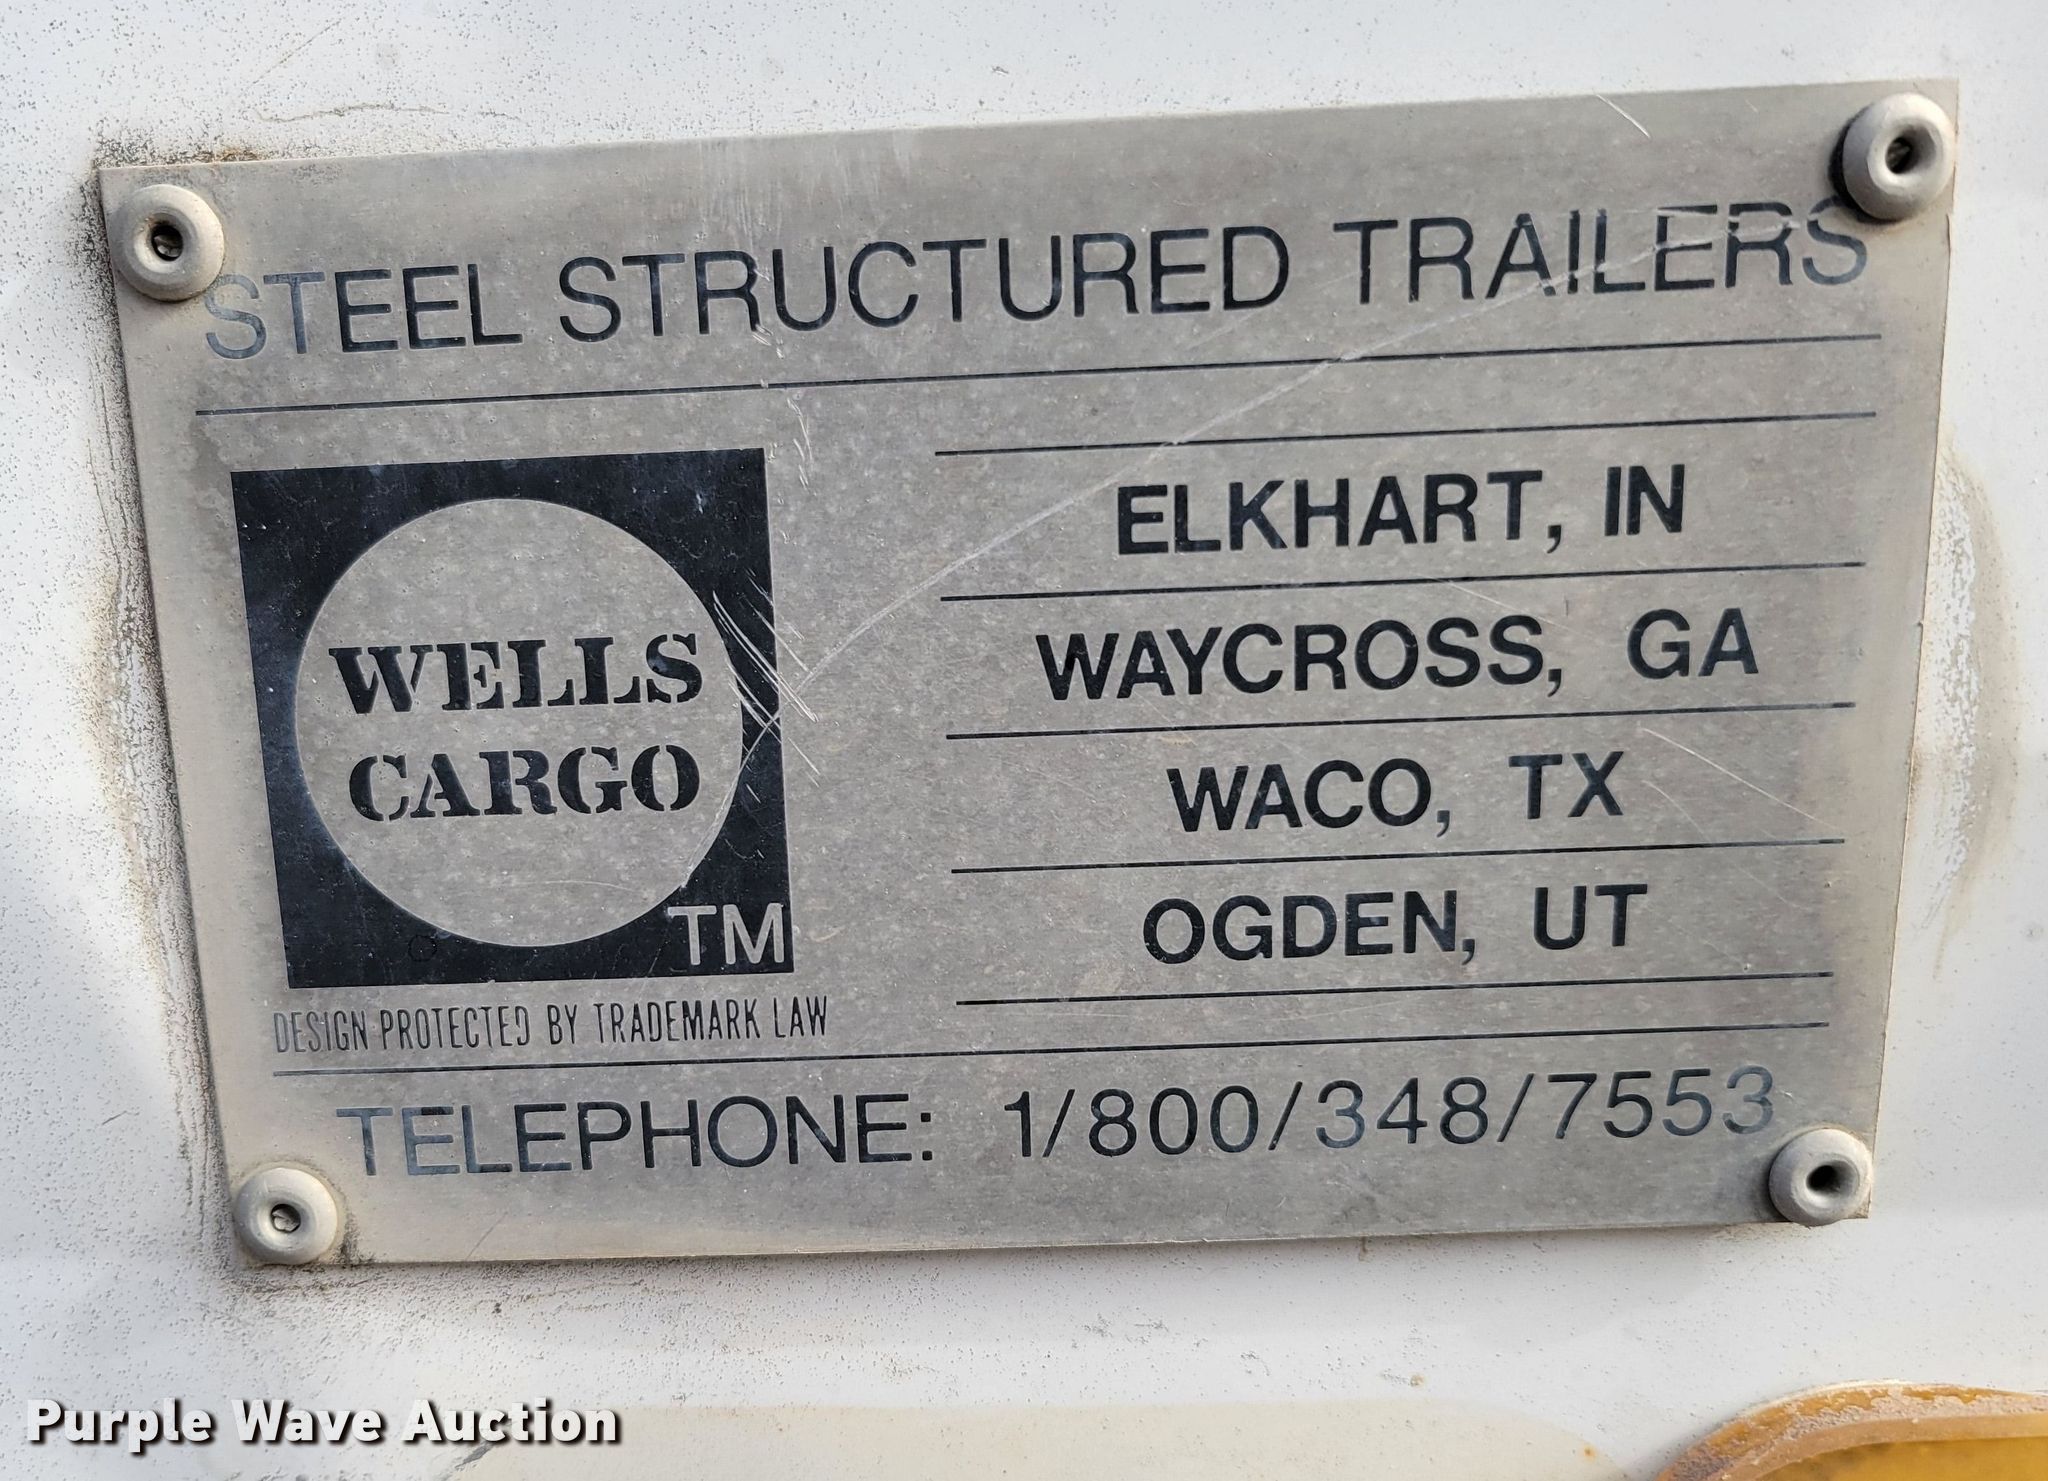 STEEL STRUCTURED TRAILERS
WELLS
CARGO
TM
DESIGN PROTECTED BY TRADEMARK LAW
ELKHART, IN
WAYCROSS, GA
WACO, TX
OGDEN, UT
TELEPHONE: 1/800/348/7553
Purple Wave Auction